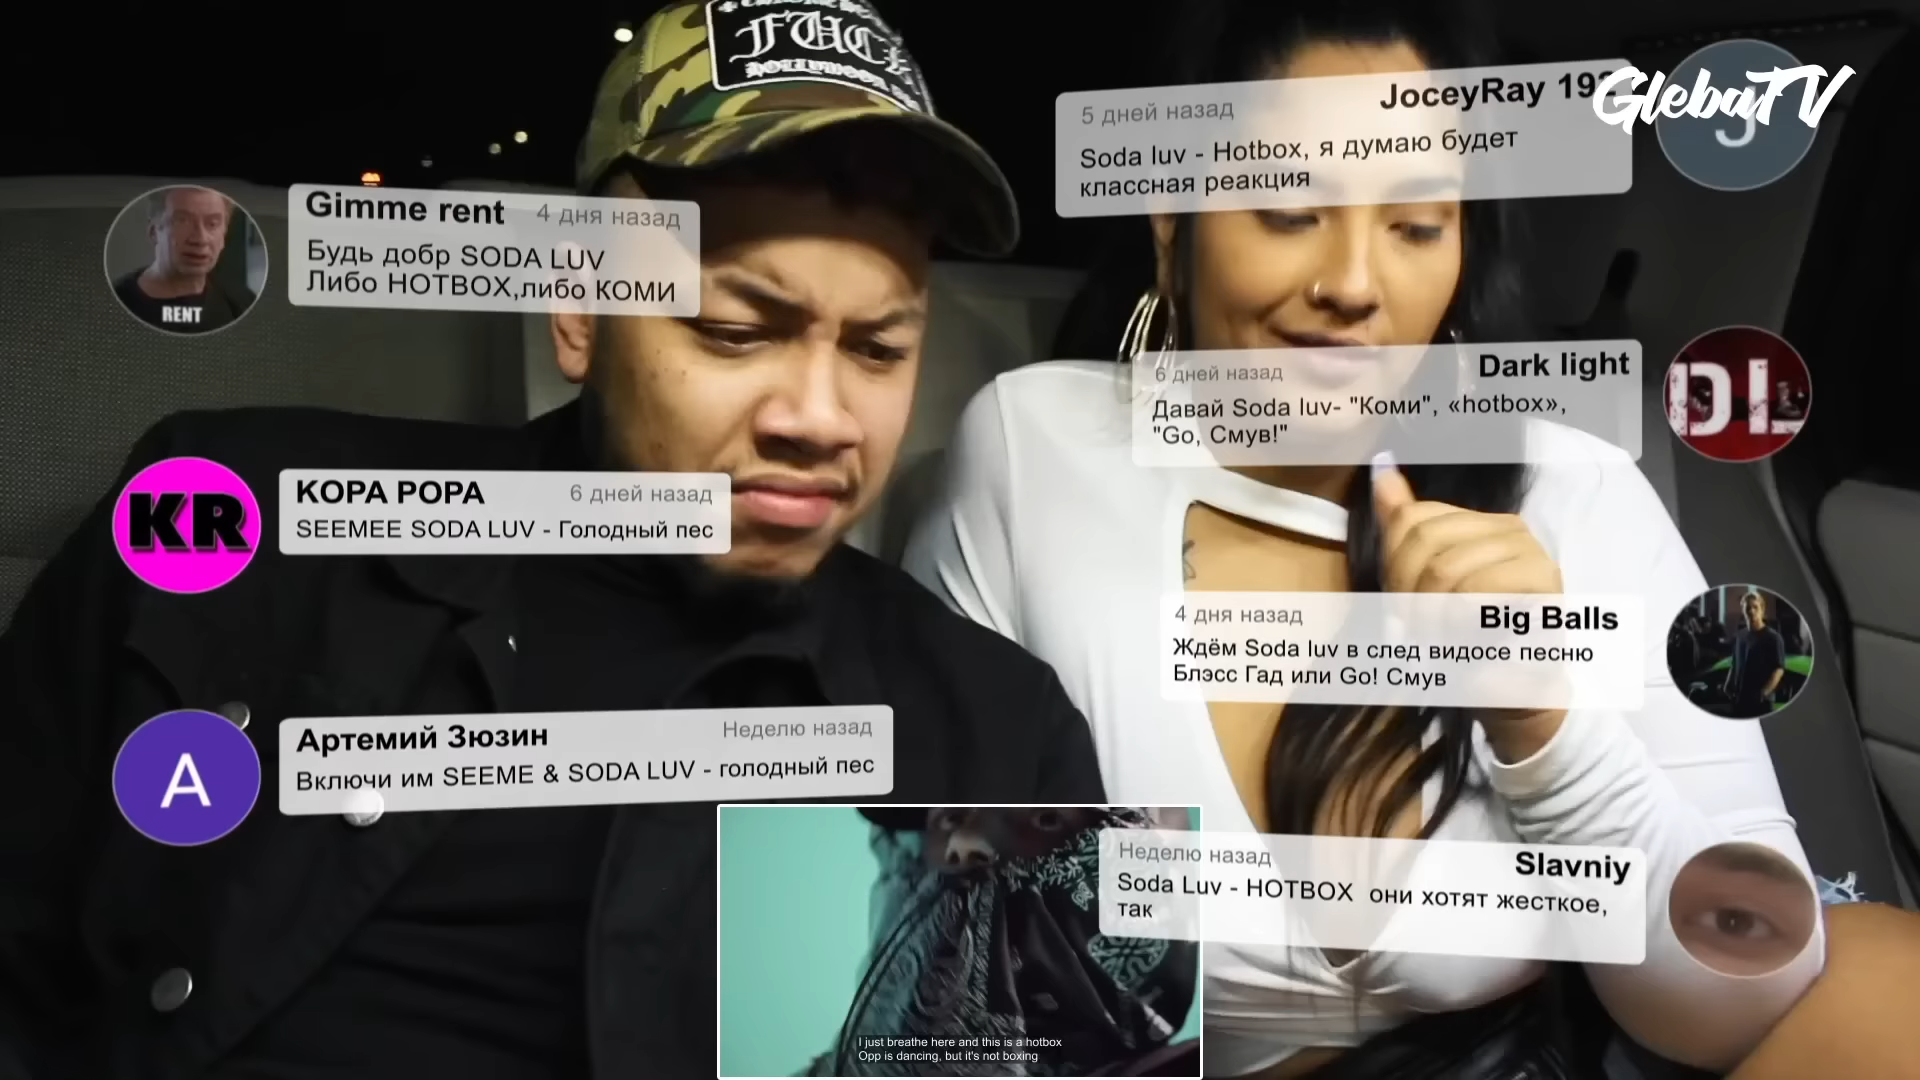 FUCK
HOLLYWOOD
GlebaTV
5 дней назад
JoceyRay
Soda luv - Hotbox, я думаю будет
классная реакция
Gimme rent
4 дня назад
Будь добр SODA LUV
Либо HOTBOX,либо КОМИ
RENT
6 дней назад
Dark light
Давай Soda luv- "Коми", «hotbox»,
"Go, Смув!"
DL
KR
KOPA POPA
6 дней назад
SEEMEE SODA LUV - Голодный пес
4 дня назад
Big Balls
Ждём Soda luv в след видосе песню
Блэсс Гад или Go! Смув
A
Артемий Зюзин
Неделю назад
Включи им SEEME & SODA LUV - голодный пес
Неделю назад
Slavniy
Soda Luv - HOTBOX они хотят жесткое,
так
I just breathe here and this is a hotbox
Opp is dancing, but it's not boxing